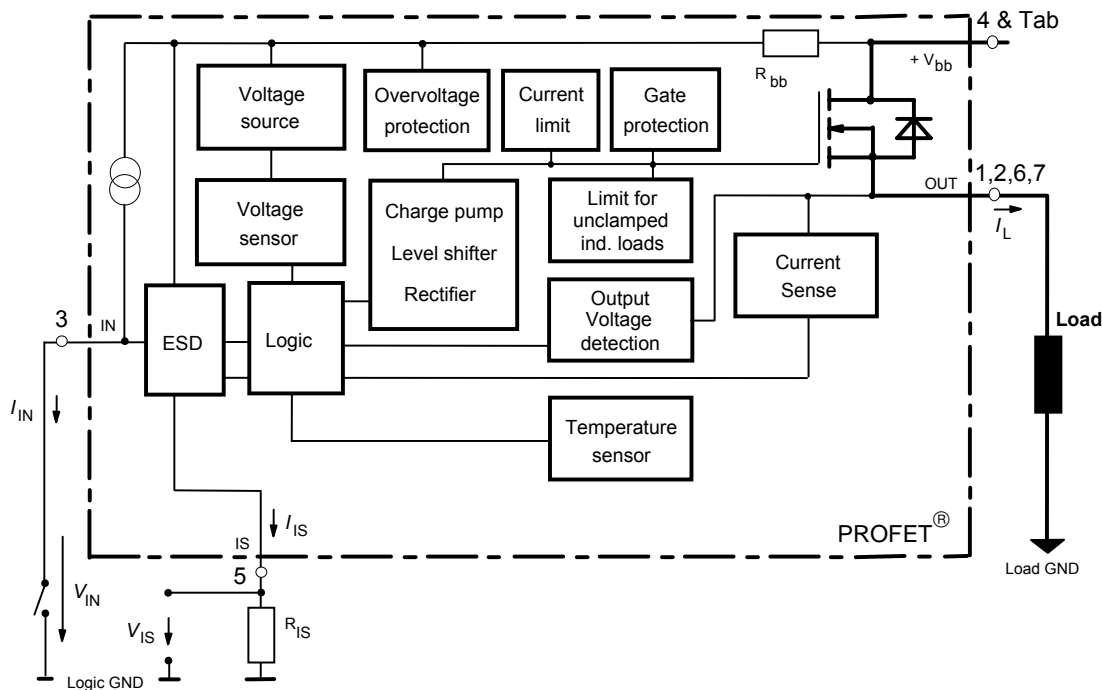 4 & Tab
R bb
+ V bb
Voltage
source
Overvoltage
protection
Current
limit
Gate
protection
Voltage
sensor
Charge pump
Level shifter
Rectifier
Limit for
unclamped
ind. loads
OUT
1,2,6,7
I L
Current
Sense
3
IN
ESD
Logic
Output
Voltage
detection
Load
I IN
Temperature
sensor
I IS
IS
PROFET ®
Load GND
5
V IN
V IS
R IS
Logic GND